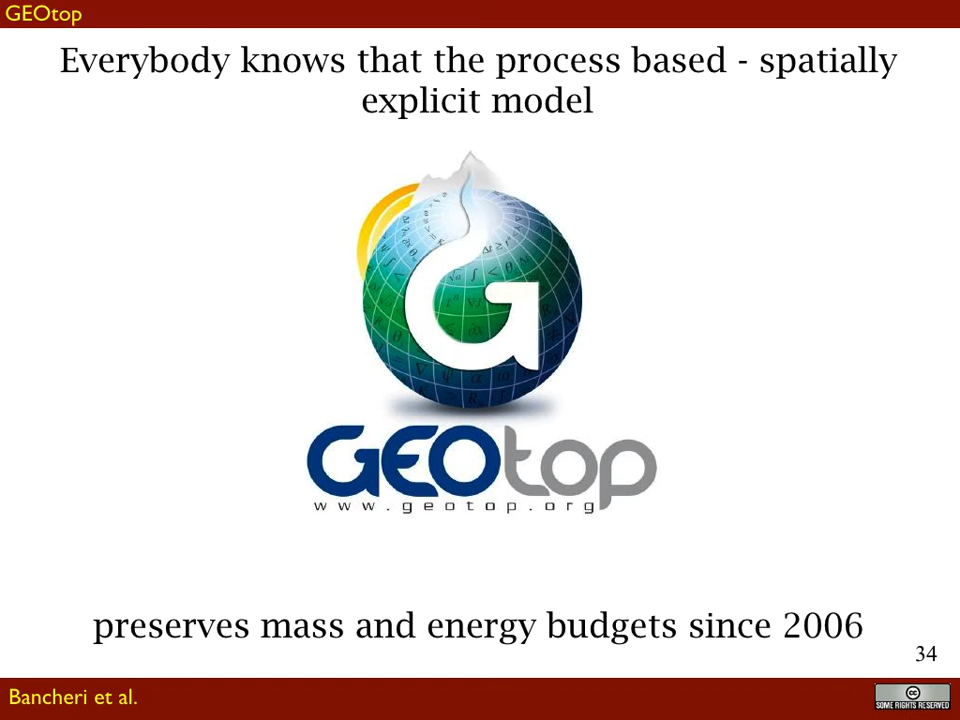 GEOtop
Everybody knows that the process based - spatially
explicit model
G
GEOtop
www.geotop.org
preserves mass and energy budgets since 2006
34
Bancheri et al.
cc
SOME RIGHTS RESERVED